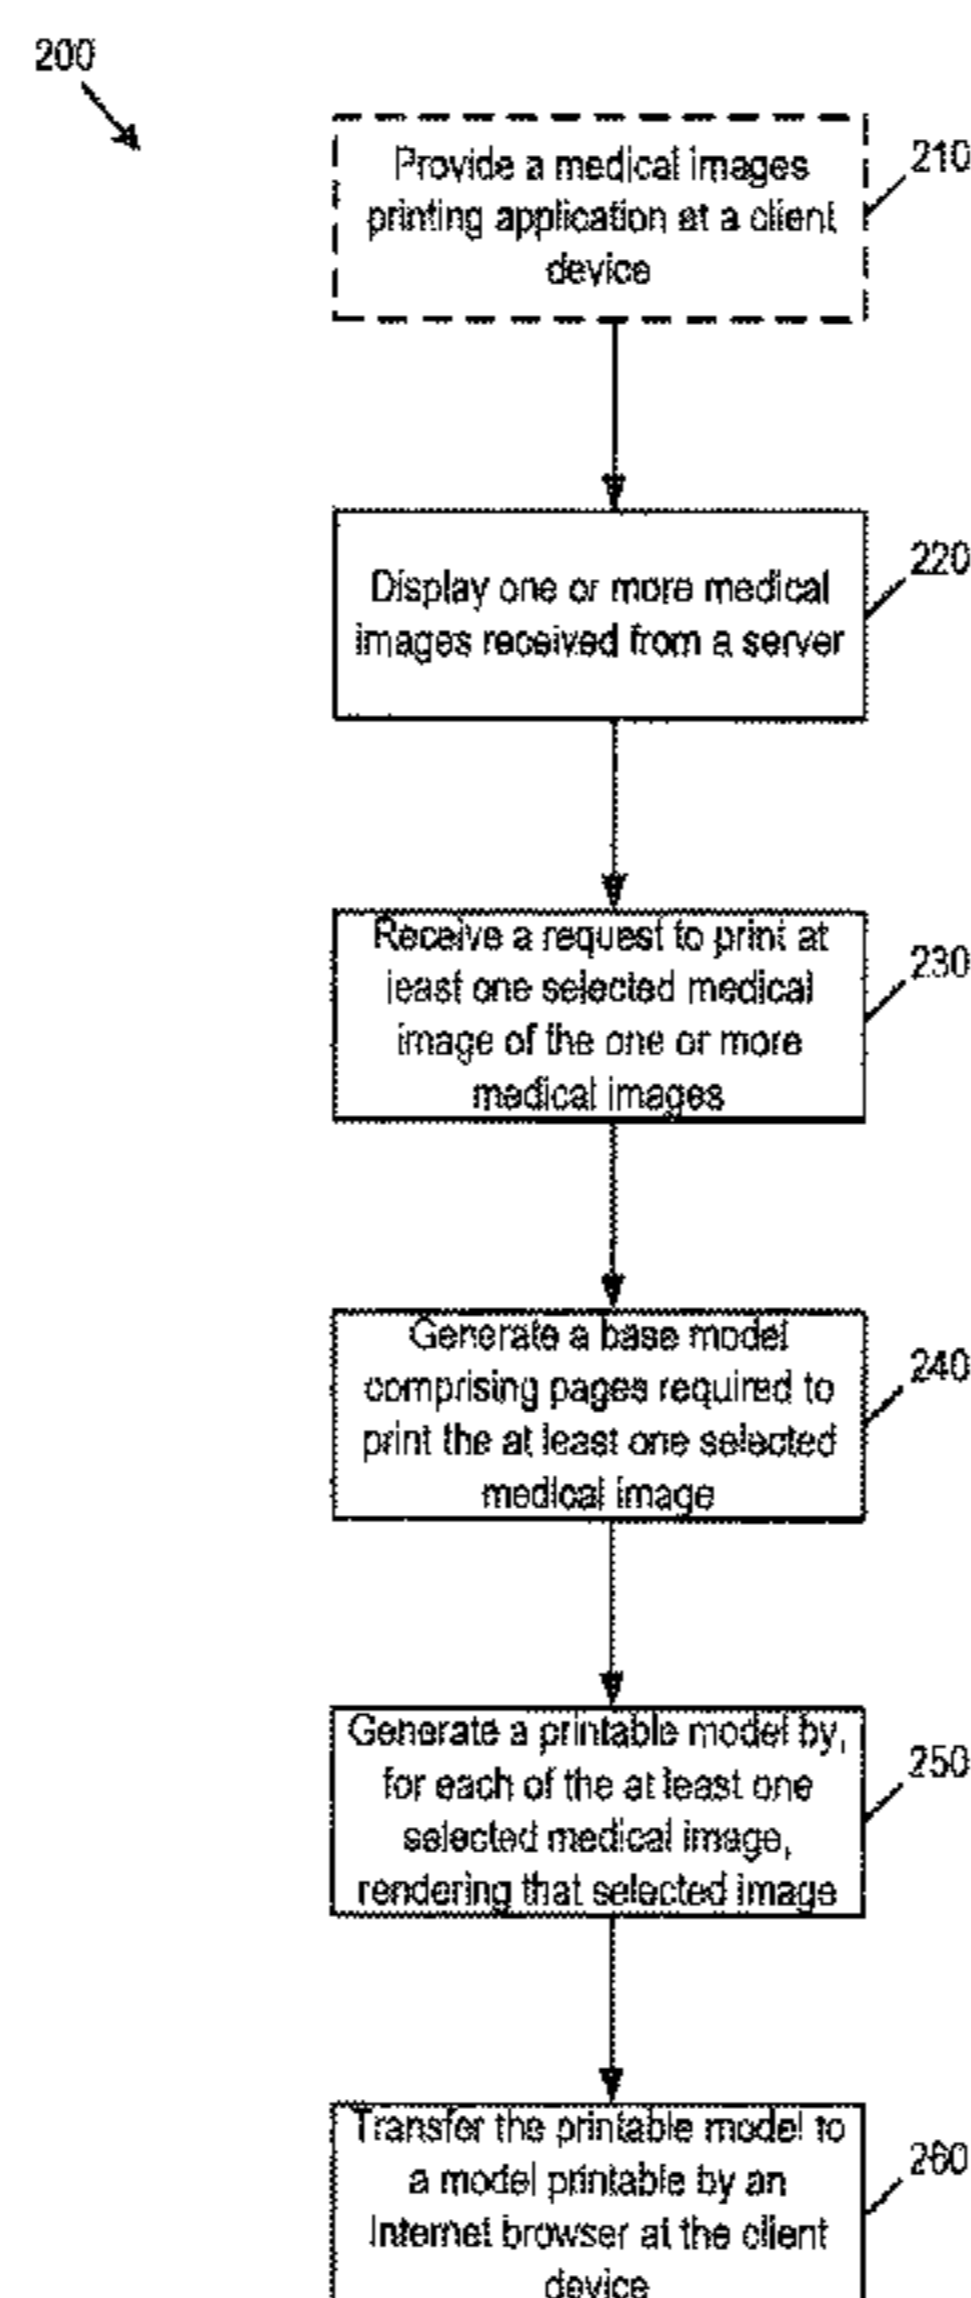 200
Provide a medical images
printing application at a client
device
210
Display one or more medical
images received from a server
220
Receive a request to print at
least one selected medical
image of the one or more
medical images
230
Generate a base model
comprising pages required to
print the at least one selected
medical image
240
Generate a printable model by,
for each of the at least one
selected medical image,
rendering that selected image
250
Transfer the printable model to
a model printable by an
Internet browser at the client
device
260